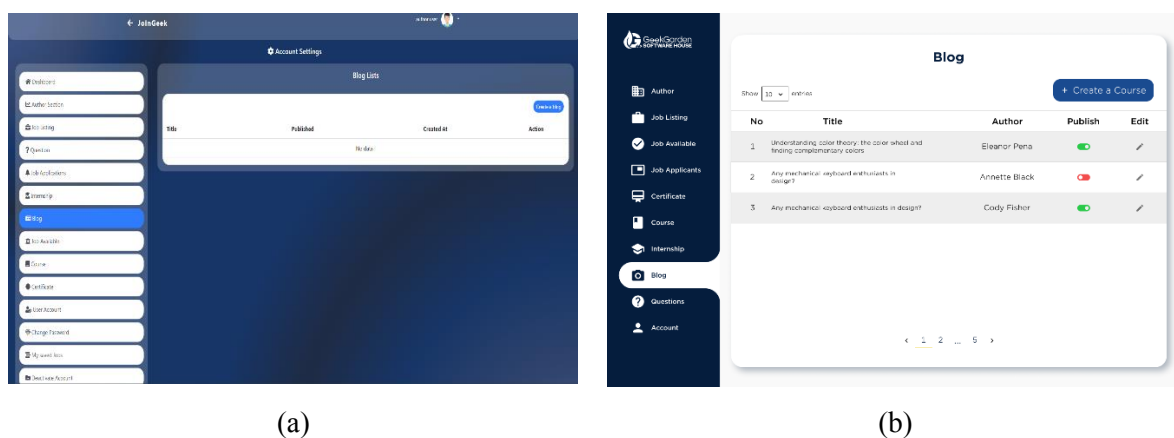 ← JoinGeek
Account Settings
Dashboard
Author Section
Job Listing
Question
Job Applications
Internship
Blog
Job Available
Course
Certificate
User Account
Change Password
Deactivate Account
Blog Lists
Title Published Created At Action
No data
(a)
GeekGarden
SOFTWARE HOUSE
Author
Job Listing
Job Available
Job Applicants
Certificate
Course
Internship
Blog
Questions
Account
Blog
Show 10 entries
+ Create a Course
No Title Author Publish Edit
1 Understanding color theory: the color wheel and
finding complementary colors Eleanor Pena
2 Any mechanical keyboard enthusiasts in
design? Annette Black
3 Any mechanical keyboard enthusiasts in design? Cody Fisher
‹ 1 2 ... 5 ›
(b)